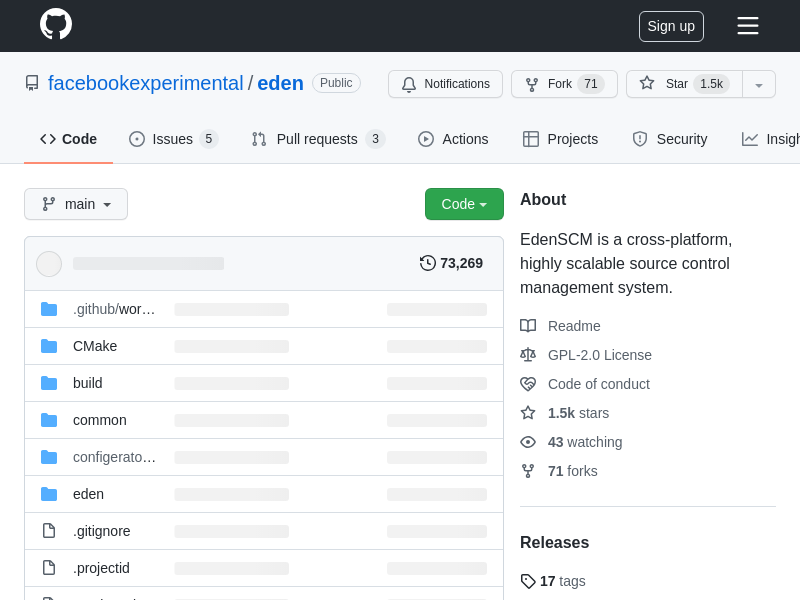 Sign up
facebookexperimental / eden Public
Notifications
Fork 71
Star 1.5k
Code
Issues 5
Pull requests 3
Actions
Projects
Security
Insigh
main
Code
73,269
.github/wor…
CMake
build
common
configerato…
eden
.gitignore
.projectid
About
EdenSCM is a cross-platform,
highly scalable source control
management system.
Readme
GPL-2.0 License
Code of conduct
1.5k stars
43 watching
71 forks
Releases
17 tags